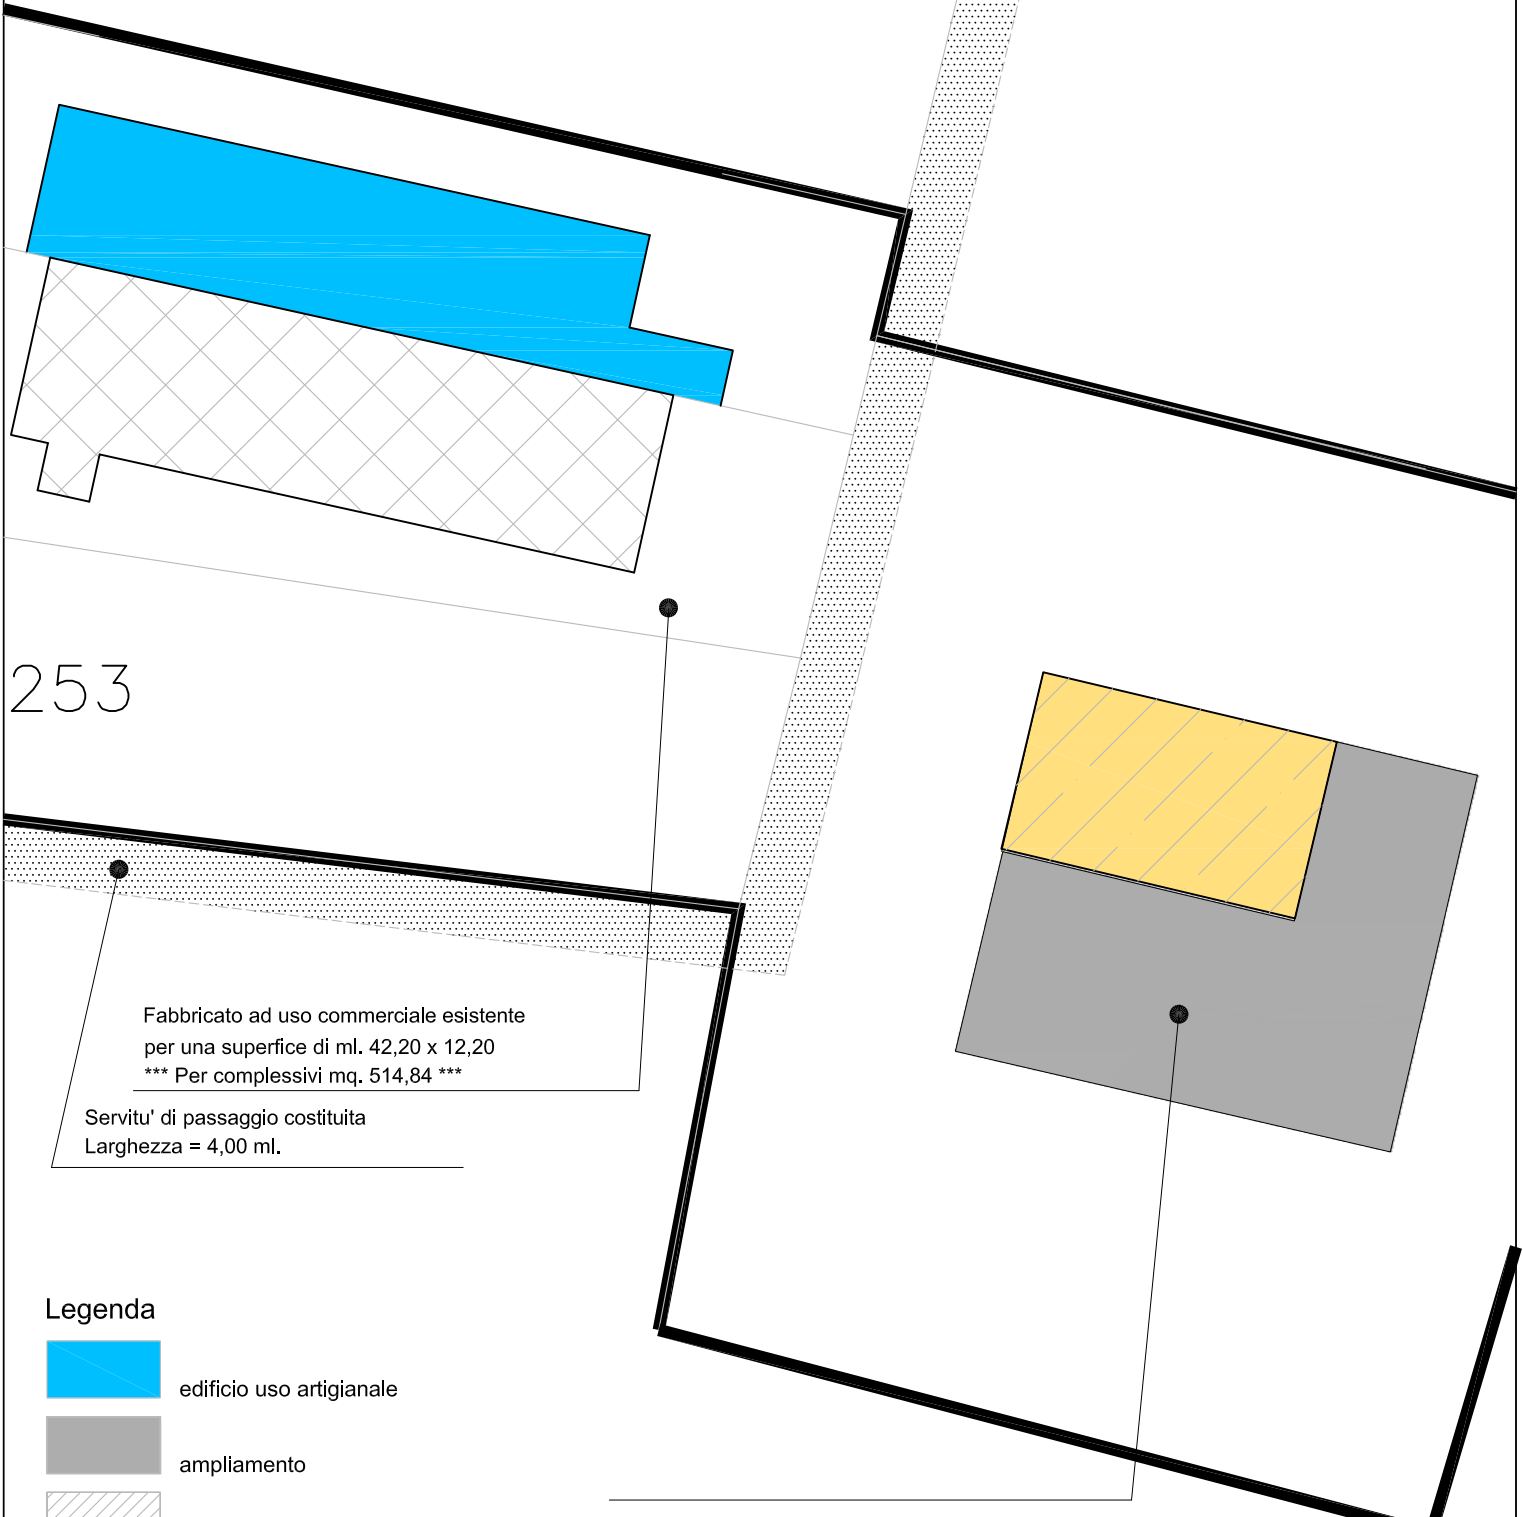 253
Fabbricato ad uso commerciale esistente
per una superfice di ml. 42,20 x 12,20
*** Per complessivi mq. 514,84 ***
Servitu' di passaggio costituita
Larghezza = 4,00 ml.
Legenda
edificio uso artigianale
ampliamento